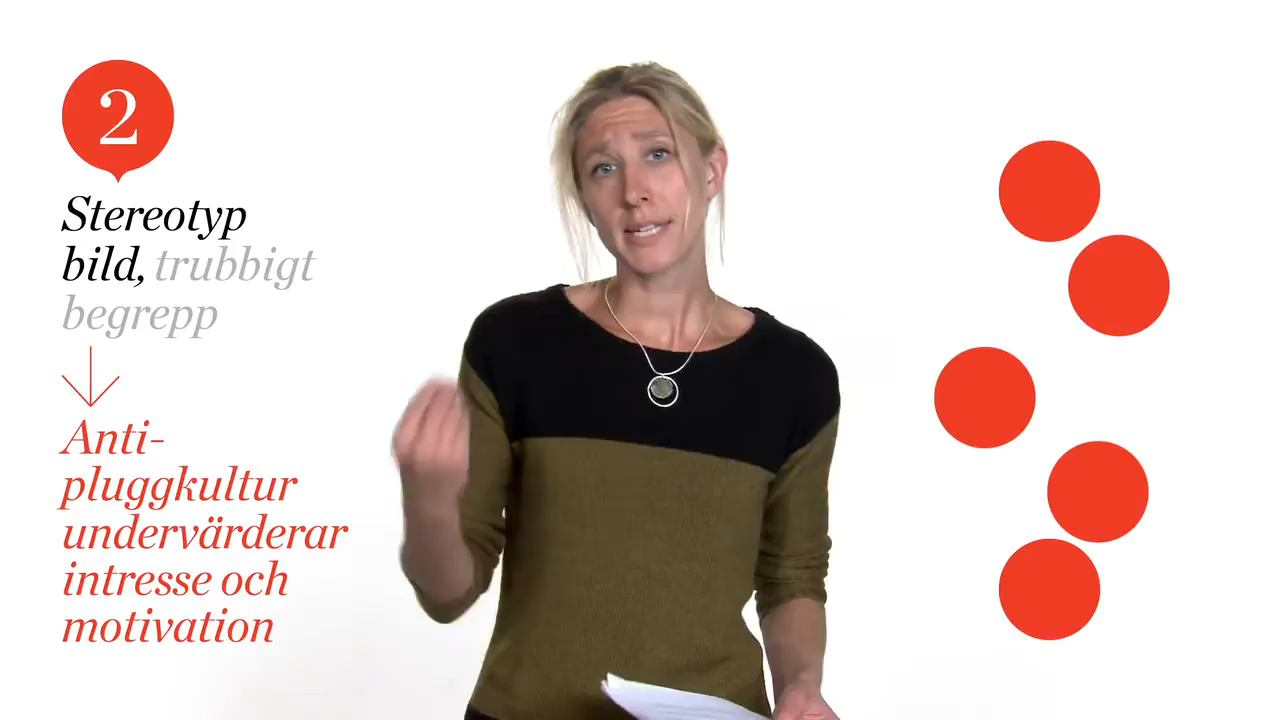 2
Stereotyp
bild, trubbigt
begrepp
Anti-
pluggkultur
undervärderar
intresse och
motivation